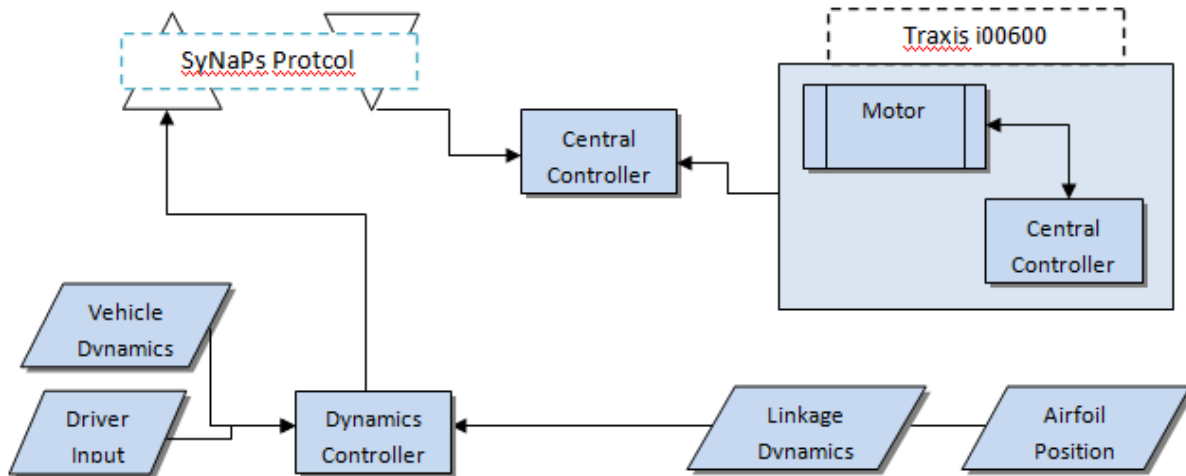 SyNaPs Protcol
Traxis i00600
Motor
Central
Controller
Central
Controller
Vehicle
Dynamics
Driver
Input
Dynamics
Controller
Linkage
Dynamics
Airfoil
Position